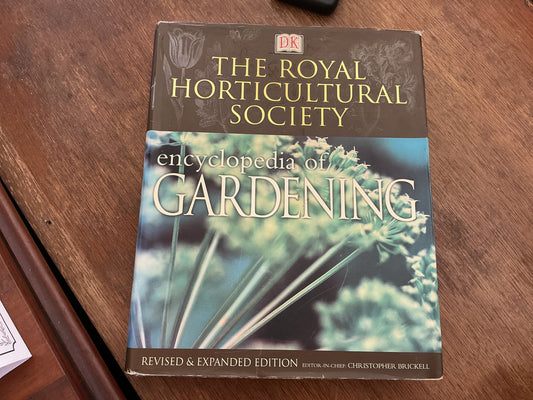 DK
THE ROYAL
HORTICULTURAL
SOCIETY
encyclopedia of
GARDENING
REVISED & EXPANDED EDITION EDITOR-IN-CHIEF CHRISTOPHER BRICKELL